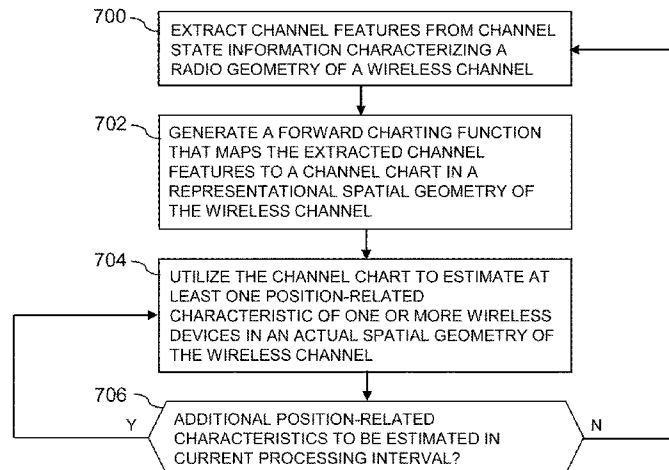 700
EXTRACT CHANNEL FEATURES FROM CHANNEL
STATE INFORMATION CHARACTERIZING A
RADIO GEOMETRY OF A WIRELESS CHANNEL
702
GENERATE A FORWARD CHARTING FUNCTION
THAT MAPS THE EXTRACTED CHANNEL
FEATURES TO A CHANNEL CHART IN A
REPRESENTATIONAL SPATIAL GEOMETRY OF
THE WIRELESS CHANNEL
704
UTILIZE THE CHANNEL CHART TO ESTIMATE AT
LEAST ONE POSITION-RELATED
CHARACTERISTIC OF ONE OR MORE WIRELESS
DEVICES IN AN ACTUAL SPATIAL GEOMETRY OF
THE WIRELESS CHANNEL
706
Y
ADDITIONAL POSITION-RELATED
CHARACTERISTICS TO BE ESTIMATED IN
CURRENT PROCESSING INTERVAL?
N